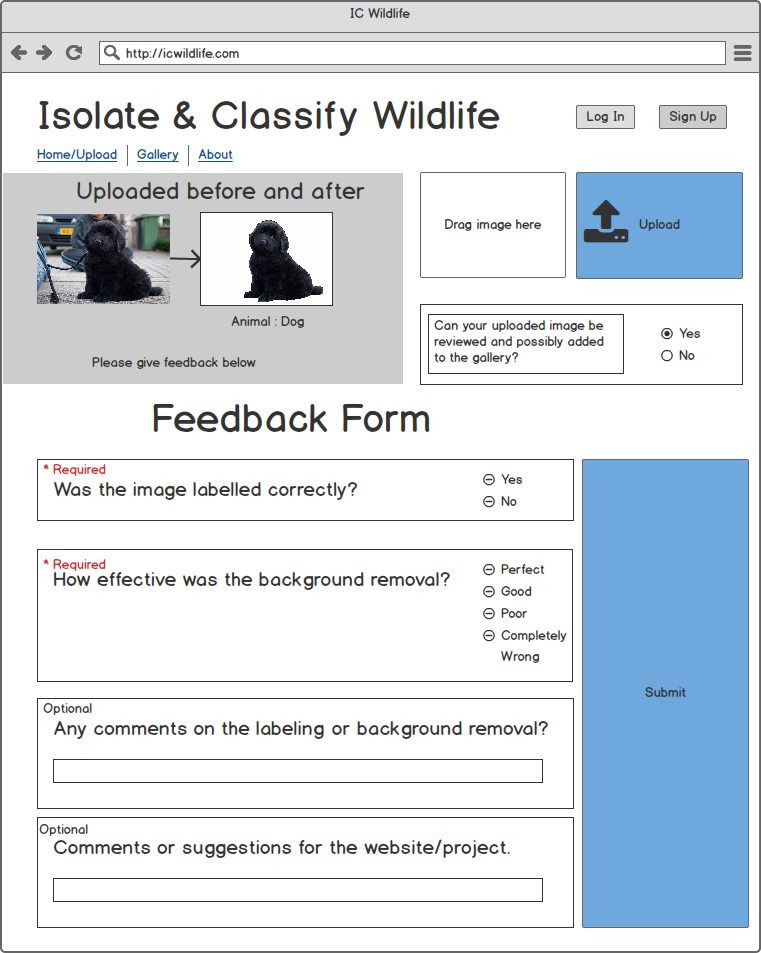 IC Wildlife
http://icwildlife.com
Isolate & Classify Wildlife
Log In
Sign Up
Home/Upload
Gallery
About
Uploaded before and after
Animal : Dog
Please give feedback below
Drag image here
Upload
Can your uploaded image be
reviewed and possibly added
to the gallery?
Yes
No
Feedback Form
* Required
Was the image labelled correctly?
Yes
No
* Required
How effective was the background removal?
Perfect
Good
Poor
Completely
Wrong
Optional
Any comments on the labeling or background removal?
Optional
Comments or suggestions for the website/project.
Submit